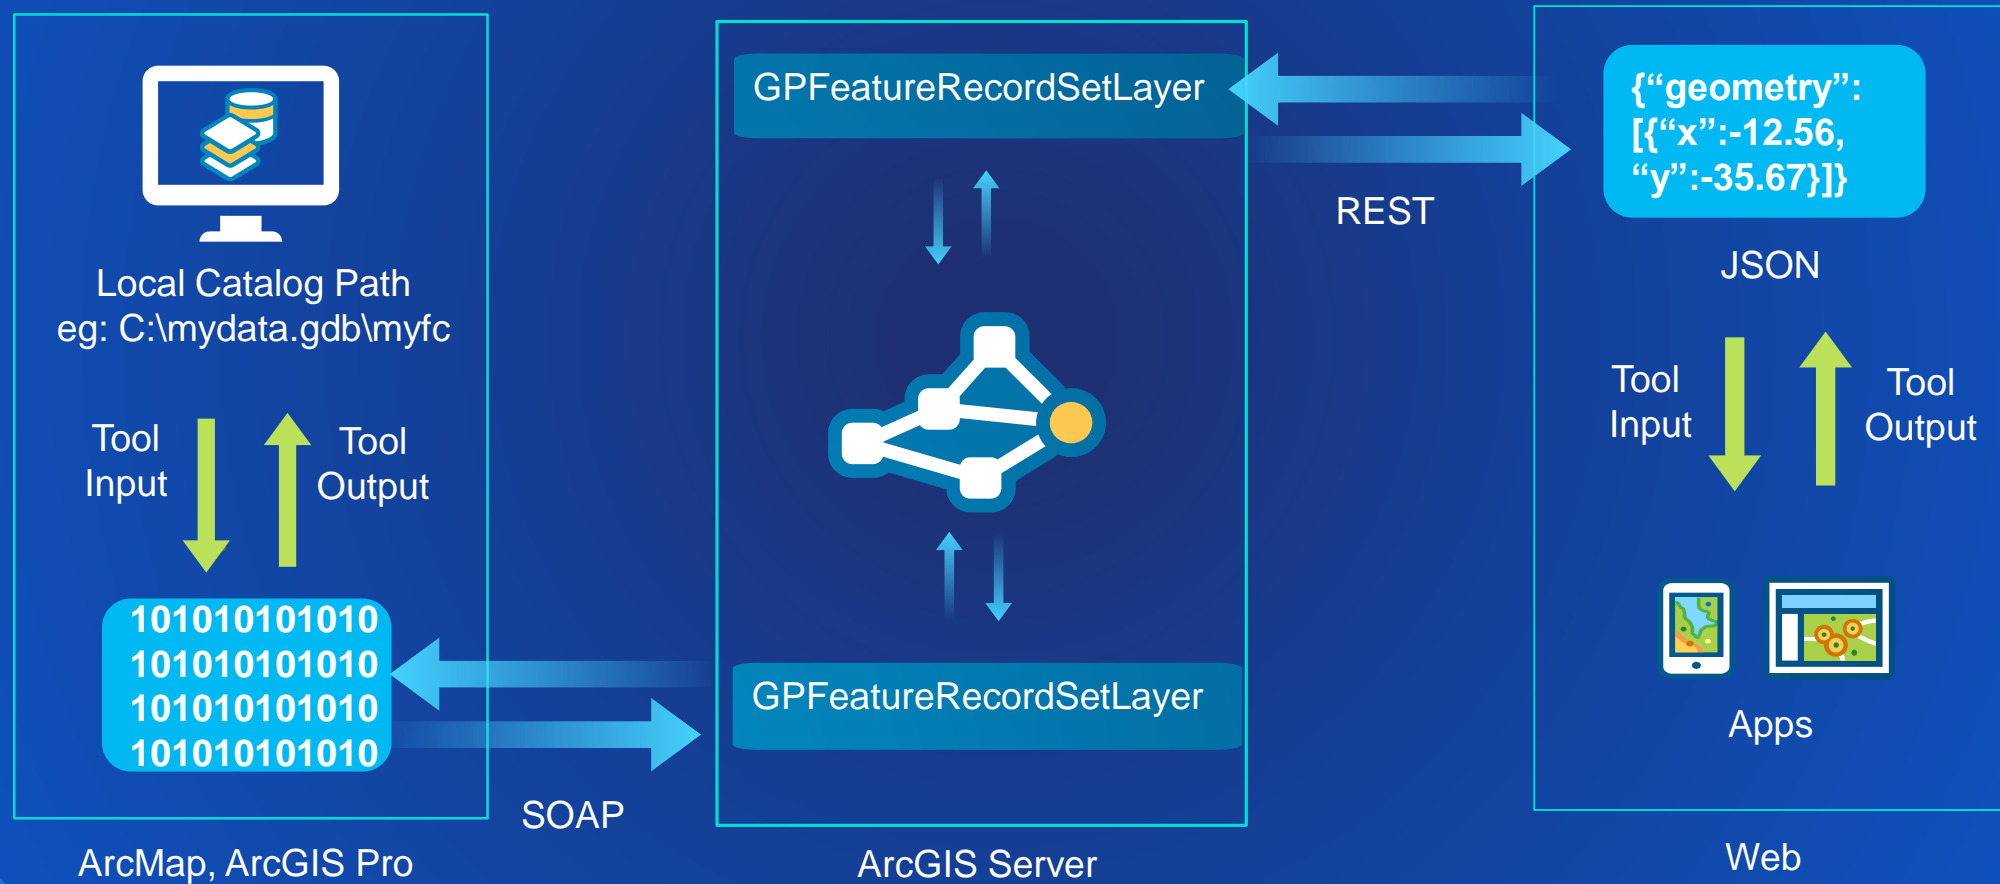 Local Catalog Path
eg: C:\mydata.gdb\myfc
Tool
Input
Tool
Output
101010101010
101010101010
101010101010
101010101010
ArcMap, ArcGIS Pro
SOAP
GPFeatureRecordSetLayer
GPFeatureRecordSetLayer
ArcGIS Server
REST
{“geometry”:
[{“x”:-12.56,
“y”:-35.67}]}
JSON
Tool
Input
Tool
Output
Apps
Web